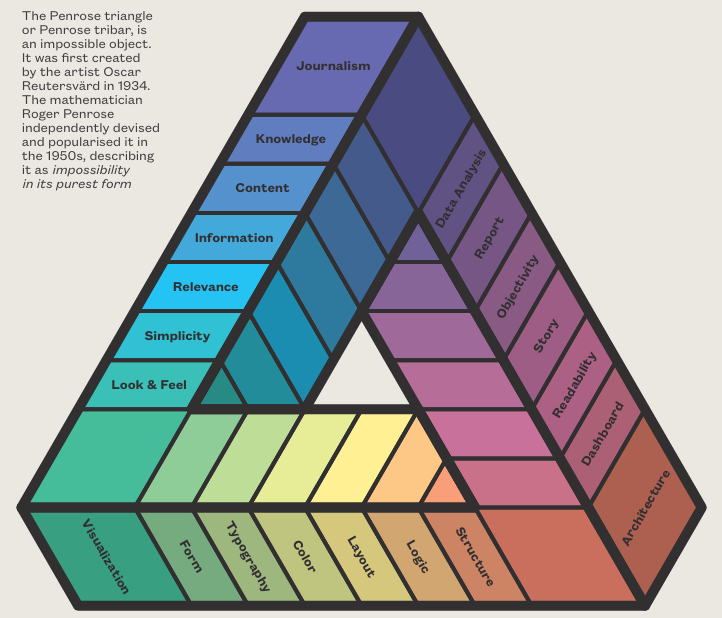 The Penrose triangle
or Penrose tribar, is
an impossible object.
It was first created
by the artist Oscar
Reutersvärd in 1934.
The mathematician
Roger Penrose
independently devised
and popularised it in
the 1950s, describing
it as impossibility
in its purest form
Journalism
Knowledge
Content
Information
Relevance
Simplicity
Look & Feel
Data Analysis
Report
Objectivity
Story
Readability
Dashboard
Architecture
Visualization
Form
Typography
Color
Layout
Logic
Structure